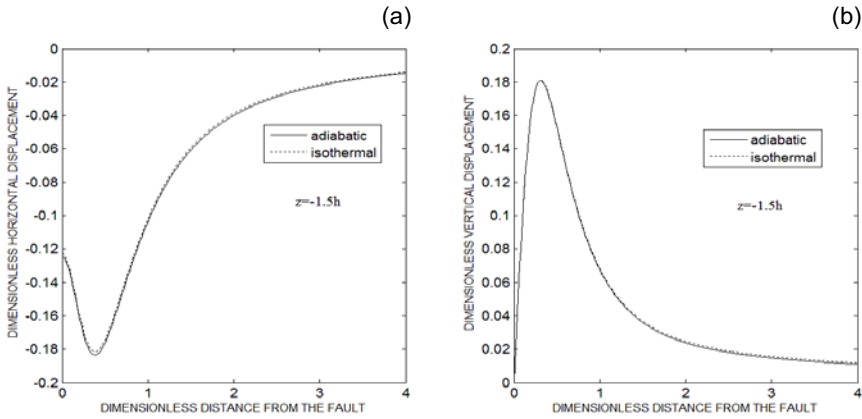 (a)
(b)
DIMENSIONLESS HORIZONTAL DISPLACEMENT
0
-0.02
-0.04
-0.06
-0.08
-0.1
-0.12
-0.14
-0.16
-0.18
-0.2
adiabatic
isothermal
z=-1.5h
0 1 2 3 4
DIMENSIONLESS DISTANCE FROM THE FAULT
DIMENSIONLESS VERTICAL DISPLACEMENT
0.2
0.18
0.16
0.14
0.12
0.1
0.08
0.06
0.04
0.02
0
adiabatic
isothermal
z=-1.5h
0 1 2 3 4
DIMENSIONLESS DISTANCE FROM THE FAULT